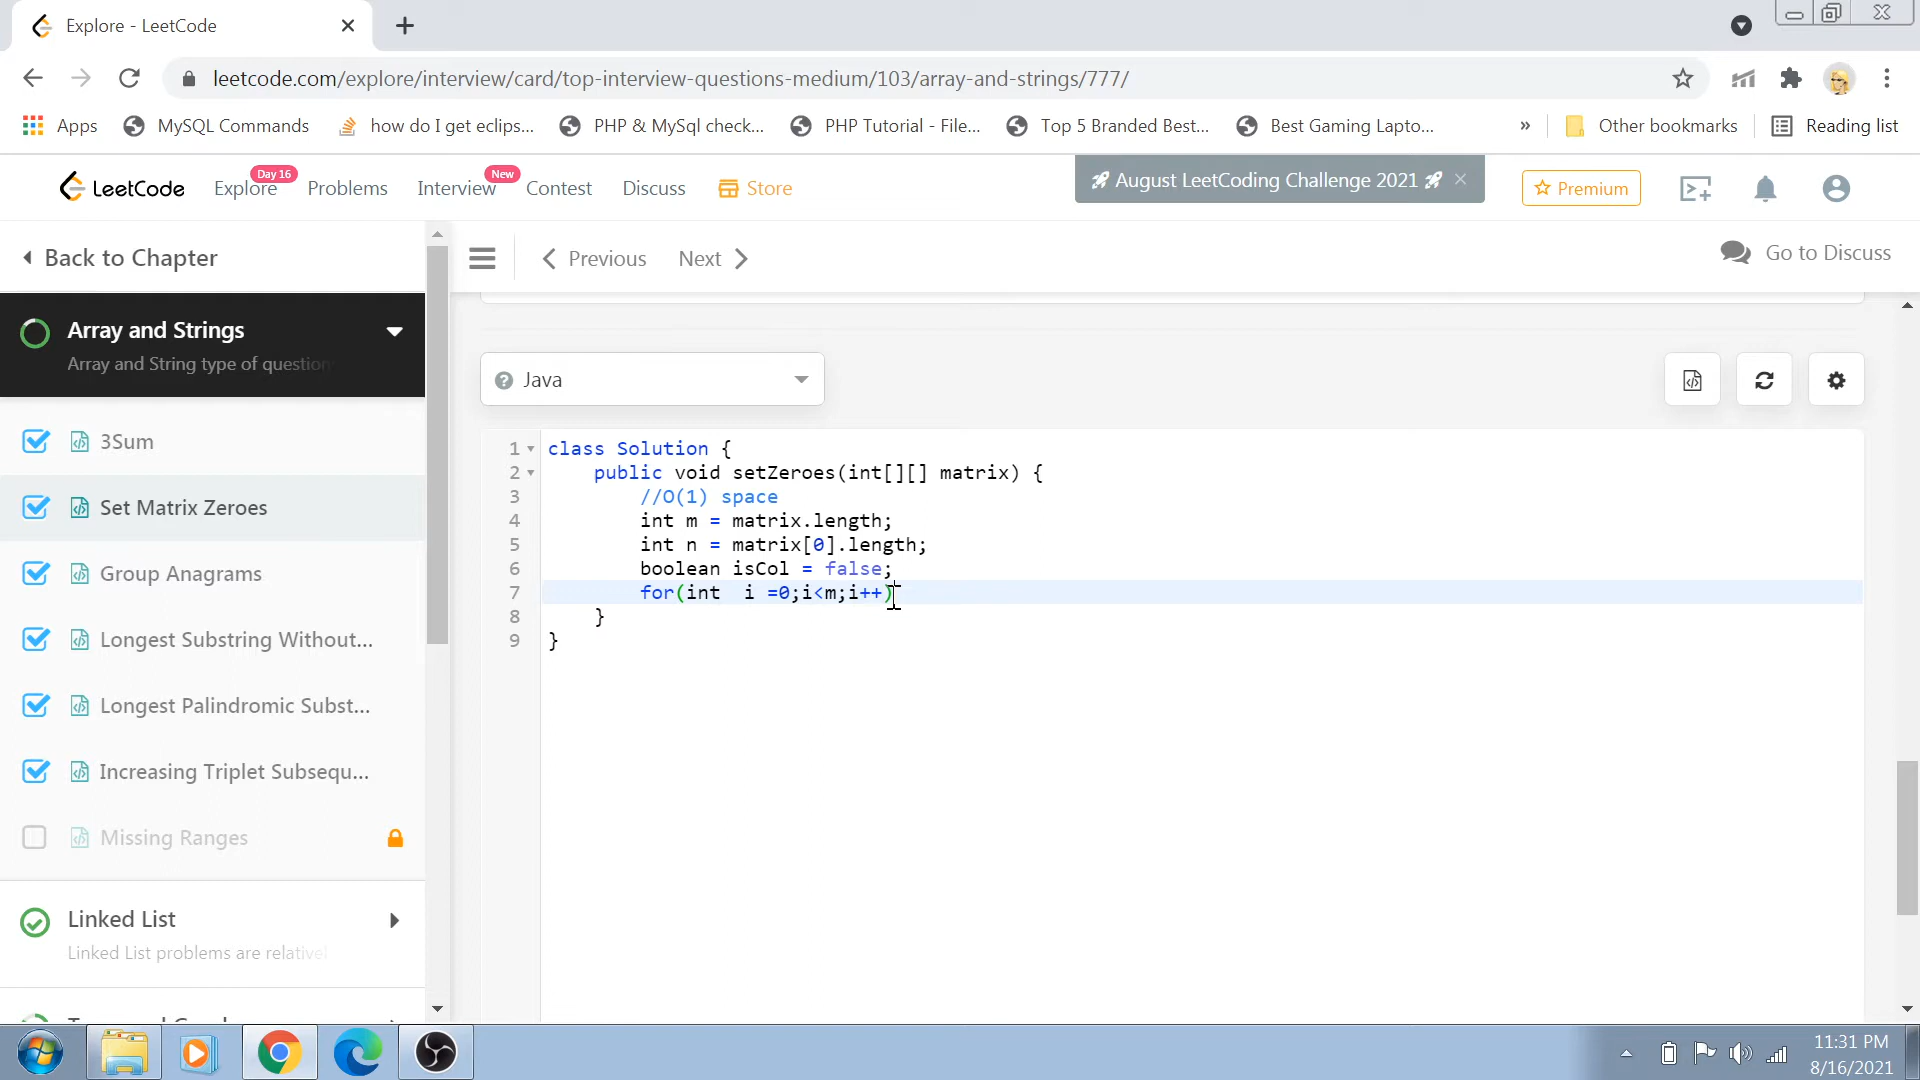 Explore - LeetCode
leetcode.com/explore/interview/card/top-interview-questions-medium/103/array-and-strings/777/
Apps MySQL Commands how do I get eclips... PHP & MySql check... PHP Tutorial - File... Top 5 Branded Best... Best Gaming Lapto... » Other bookmarks Reading list
LeetCode Explore Day 16 Problems Interview New Contest Discuss Store August LeetCoding Challenge 2021 Premium
Back to Chapter
Previous Next Go to Discuss
Array and Strings
Array and String type of question
Java
3Sum
Set Matrix Zeroes
Group Anagrams
Longest Substring Without...
Longest Palindromic Subst...
Increasing Triplet Subsequ...
Missing Ranges
Linked List
Linked List problems are relativel
1 class Solution {
2 public void setZeroes(int[][] matrix) {
3 //O(1) space
4 int m = matrix.length;
5 int n = matrix[0].length;
6 boolean isCol = false;
7 for(int  i =0;i<m;i++)
8 }
9 }
11:31 PM
8/16/2021